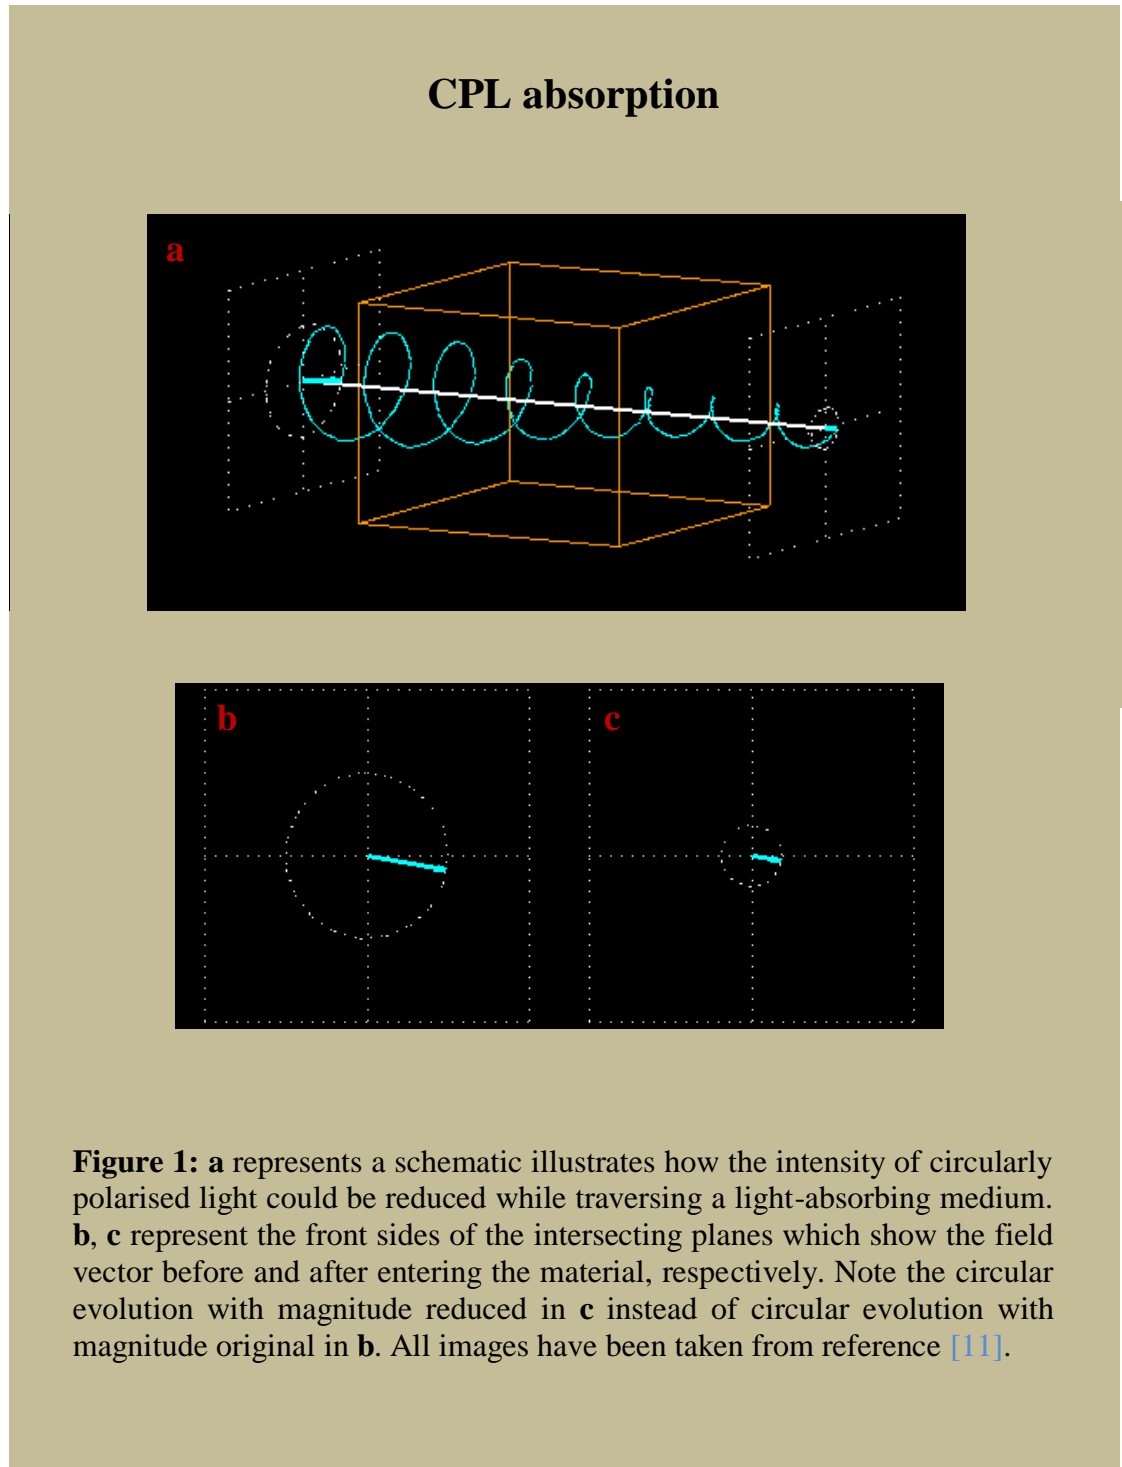 CPL absorption
a
b
c
Figure 1: a represents a schematic illustrates how the intensity of circularly
polarised light could be reduced while traversing a light-absorbing medium.
b, c represent the front sides of the intersecting planes which show the field
vector before and after entering the material, respectively. Note the circular
evolution with magnitude reduced in c instead of circular evolution with
magnitude original in b. All images have been taken from reference [11].